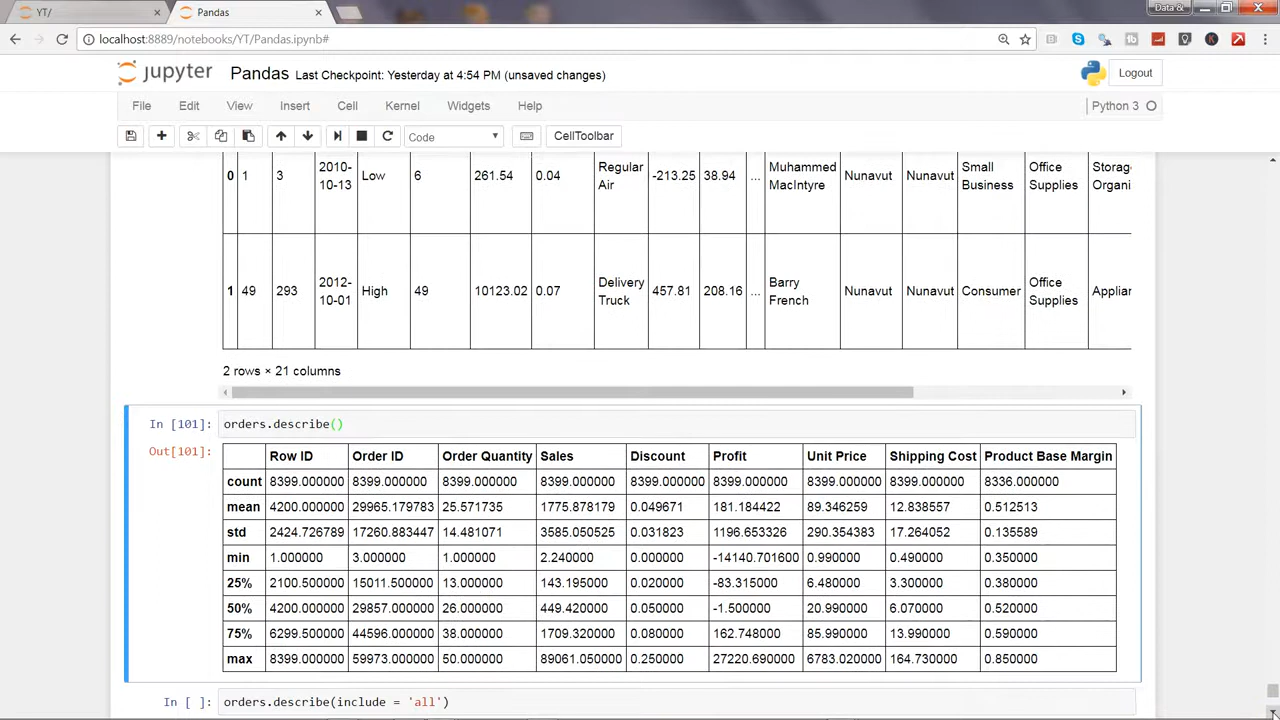 YT/ Pandas Data &
localhost:8889/notebooks/YT/Pandas.ipynb#
jupyter Pandas Last Checkpoint: Yesterday at 4:54 PM (unsaved changes) Logout
File Edit View Insert Cell Kernel Widgets Help Python 3
Code CellToolbar
0 1 3 2010-10-13 Low 6 261.54 0.04 Regular Air -213.25 38.94 ... Muhammed MacIntyre Nunavut Nunavut Small Business Office Supplies Storag Organi
1 49 293 2012-10-01 High 49 10123.02 0.07 Delivery Truck 457.81 208.16 ... Barry French Nunavut Nunavut Consumer Office Supplies Applian
2 rows × 21 columns
In [101]: orders.describe()
Out[101]:
Row ID Order ID Order Quantity Sales Discount Profit Unit Price Shipping Cost Product Base Margin
count 8399.000000 8399.000000 8399.000000 8399.000000 8399.000000 8399.000000 8399.000000 8399.000000 8336.000000
mean 4200.000000 29965.179783 25.571735 1775.878179 0.049671 181.184422 89.346259 12.838557 0.512513
std 2424.726789 17260.883447 14.481071 3585.050525 0.031823 1196.653326 290.354383 17.264052 0.135589
min 1.000000 3.000000 1.000000 2.240000 0.000000 -14140.701600 0.990000 0.490000 0.350000
25% 2100.500000 15011.500000 13.000000 143.195000 0.020000 -83.315000 6.480000 3.300000 0.380000
50% 4200.000000 29857.000000 26.000000 449.420000 0.050000 -1.500000 20.990000 6.070000 0.520000
75% 6299.500000 44596.000000 38.000000 1709.320000 0.080000 162.748000 85.990000 13.990000 0.590000
max 8399.000000 59973.000000 50.000000 89061.050000 0.250000 27220.690000 6783.020000 164.730000 0.850000
In [ ]: orders.describe(include = 'all')